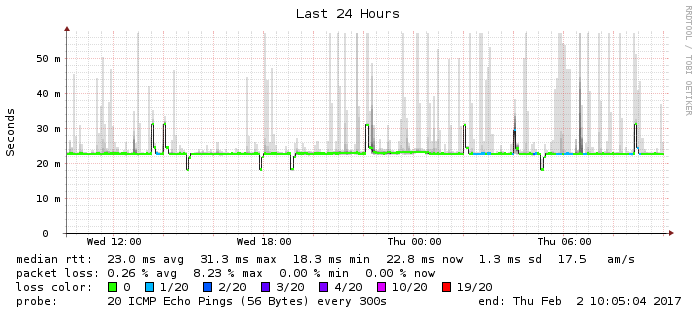 Last 24 Hours
RRDTOOL / TOBI OETIKER
Seconds
50 m
40 m
30 m
20 m
10 m
0
Wed 12:00 Wed 18:00 Thu 00:00 Thu 06:00
median rtt: 23.0 ms avg 31.3 ms max 18.3 ms min 22.8 ms now 1.3 ms sd 17.5 am/s
packet loss: 0.26 % avg 8.23 % max 0.00 % min 0.00 % now
loss color: 0 1/20 2/20 3/20 4/20 10/20 19/20
probe: 20 ICMP Echo Pings (56 Bytes) every 300s end: Thu Feb 2 10:05:04 2017